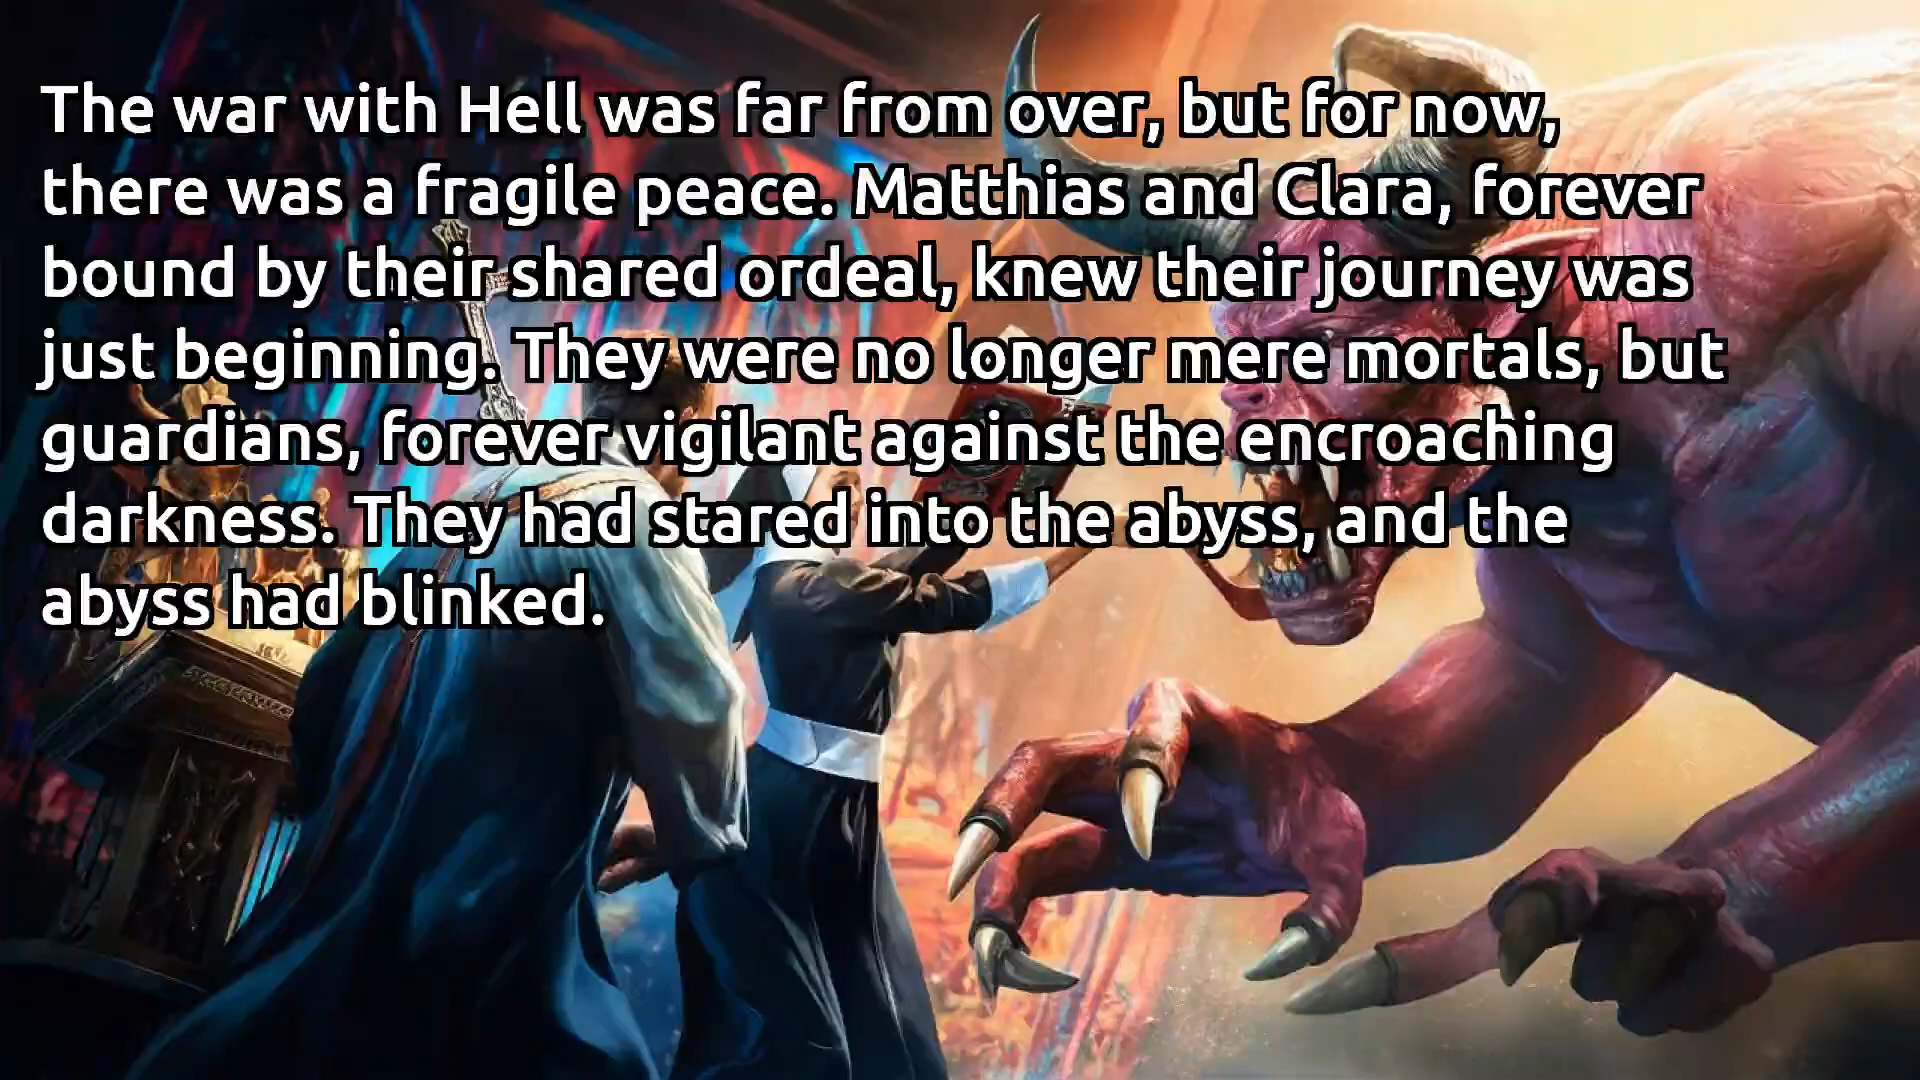 The war with Hell was far from over, but for now,
there was a fragile peace. Matthias and Clara, forever
bound by their shared ordeal, knew their journey was
just beginning. They were no longer mere mortals, but
guardians, forever vigilant against the encroaching
darkness. They had stared into the abyss, and the
abyss had blinked.